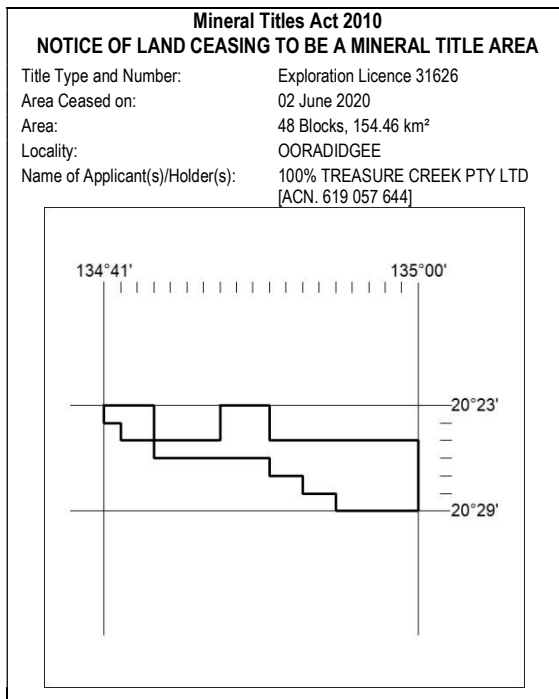 Mineral Titles Act 2010
NOTICE OF LAND CEASING TO BE A MINERAL TITLE AREA
Title Type and Number: Exploration Licence 31626
Area Ceased on: 02 June 2020
Area: 48 Blocks, 154.46 km²
Locality: OORADIDGEE
Name of Applicant(s)/Holder(s): 100% TREASURE CREEK PTY LTD
[ACN. 619 057 644]
134°41' 135°00'
20°23'
20°29'